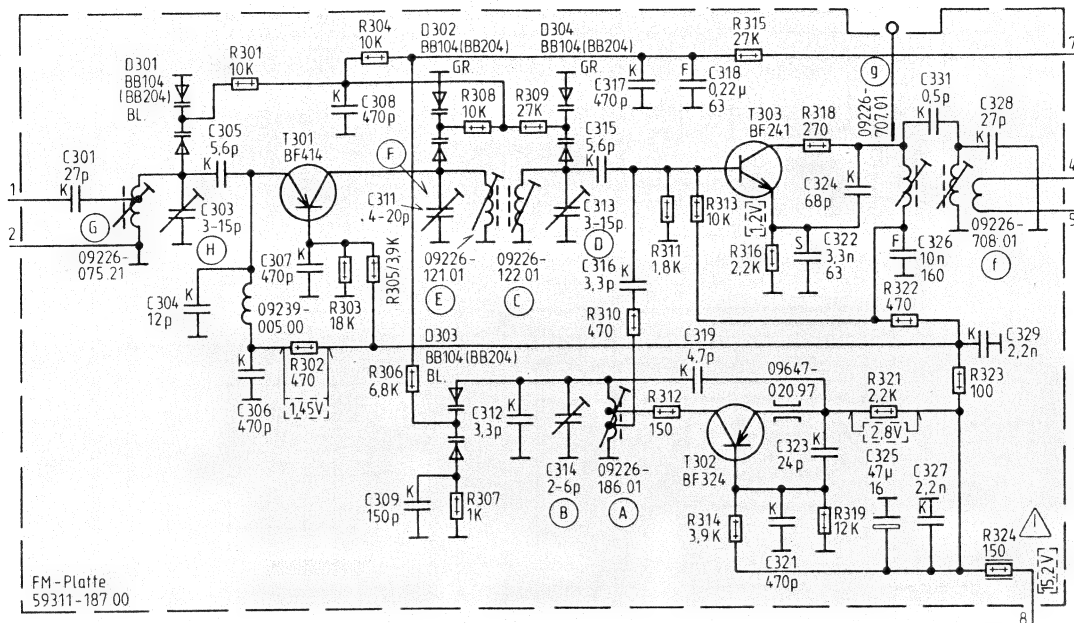 R304
10K
D302
BB104(BB204)
GR.
D304
BB104(BB204)
GR.
R315
27K
7
D301
BB104
(BB204)
BL.
R301
10K
K
C308
470p
R308
10K
R309
27K
K
C317
470p
F
C318
0,22µ
63
g
09226-
707.01
C331
0,5p
K
C328
27p
K
C305
5,6p
K
T301
BF414
F
C315
5,6p
K
T303
BF241
R318
270
C301
27p
K
1
2
G
09226-
075.21
C303
3-15p
H
C311
.4-20p
C313
3-15p
D
R313
10K
1,2V
C324
68p
K
4
5
C307
470p
K
R303
18K
R305/3,9K
09226-
121 01
E
09226-
122 01
C
C316
3,3p
K
R311
1,8K
R316
2,2K
S
C322
3,3n
63
F
C326
10n
160
09226-
708.01
f
C304
12p
K
09239-
005 00
R310
470
R322
470
R302
470
1,45V
C306
470p
K
D303
BB104(BB204)
BL.
R306
6,8K
C319
4,7p
K
09647-
020.97
K
C329
2,2n
R323
100
C312
3,3p
K
C314
2-6p
B
09226-
186.01
A
R312
150
T302
BF324
C323
24p
K
R321
2,2K
2,8V
C325
47µ
16
C327
2,2n
K
C309
150p
K
R307
1K
R314
3,9K
K
C321
470p
R319
12K
R324
150
1
15,2V
8
FM-Platte
59311-187 00